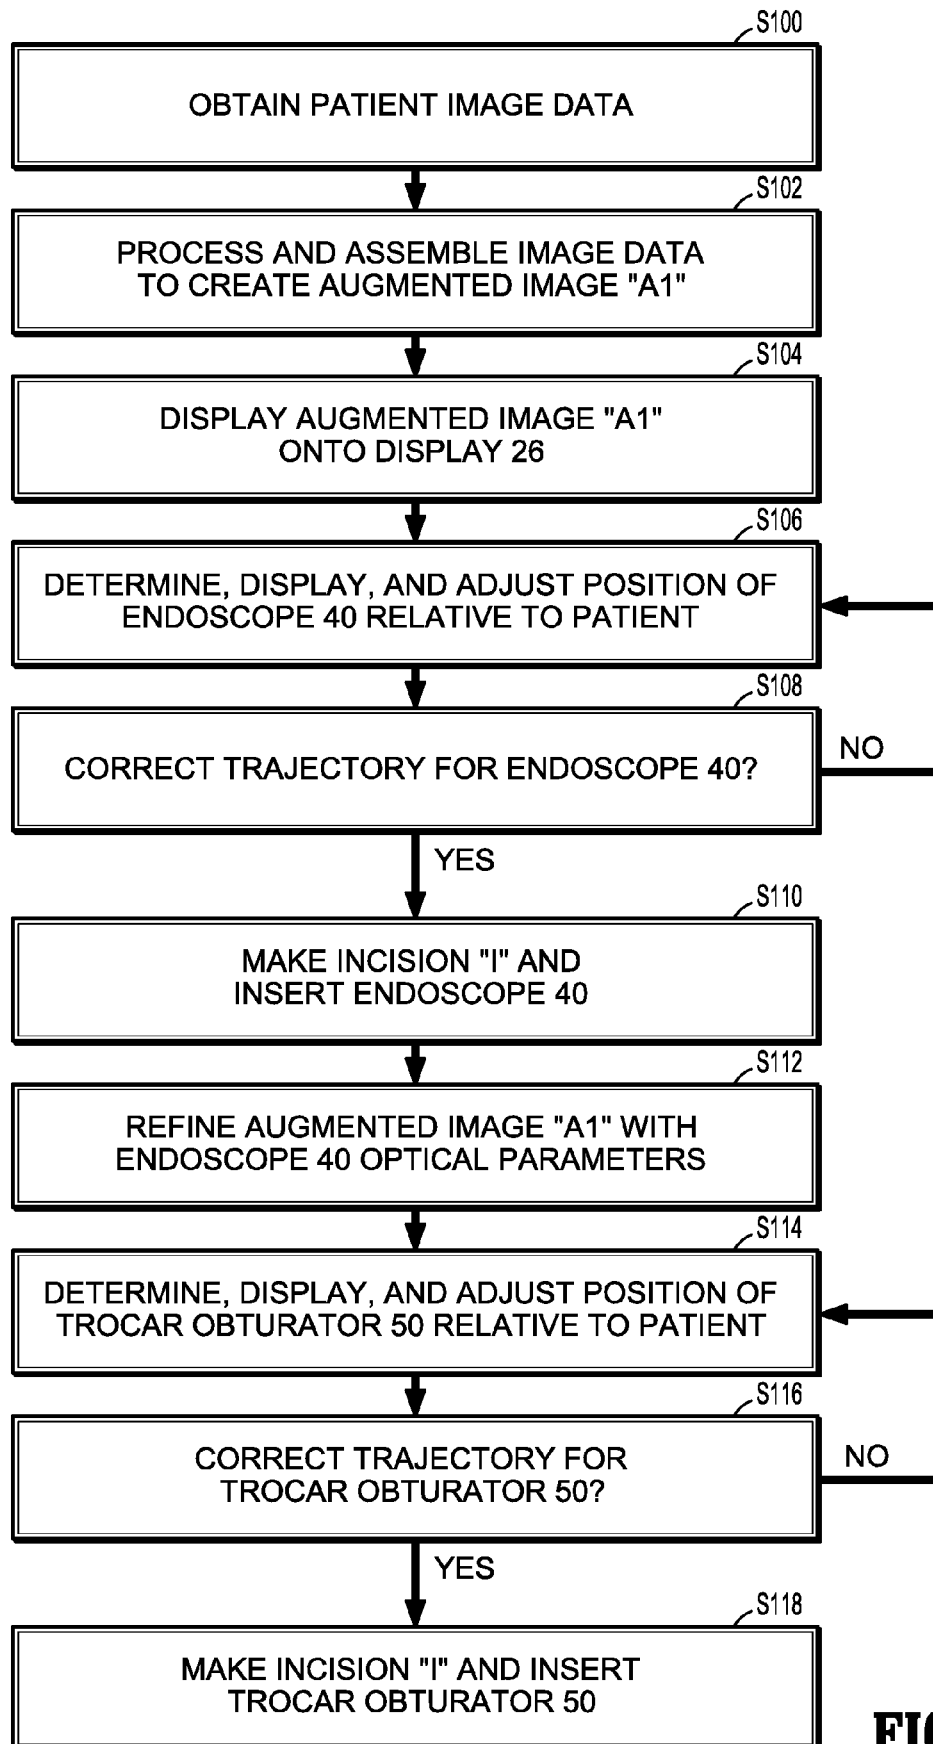 S100
OBTAIN PATIENT IMAGE DATA
S102
PROCESS AND ASSEMBLE IMAGE DATA
TO CREATE AUGMENTED IMAGE "A1"
S104
DISPLAY AUGMENTED IMAGE "A1"
ONTO DISPLAY 26
S106
DETERMINE, DISPLAY, AND ADJUST POSITION OF
ENDOSCOPE 40 RELATIVE TO PATIENT
S108
CORRECT TRAJECTORY FOR ENDOSCOPE 40?
NO
YES
S110
MAKE INCISION "I" AND
INSERT ENDOSCOPE 40
S112
REFINE AUGMENTED IMAGE "A1" WITH
ENDOSCOPE 40 OPTICAL PARAMETERS
S114
DETERMINE, DISPLAY, AND ADJUST POSITION OF
TROCAR OBTURATOR 50 RELATIVE TO PATIENT
S116
CORRECT TRAJECTORY FOR
TROCAR OBTURATOR 50?
NO
YES
S118
MAKE INCISION "I" AND INSERT
TROCAR OBTURATOR 50